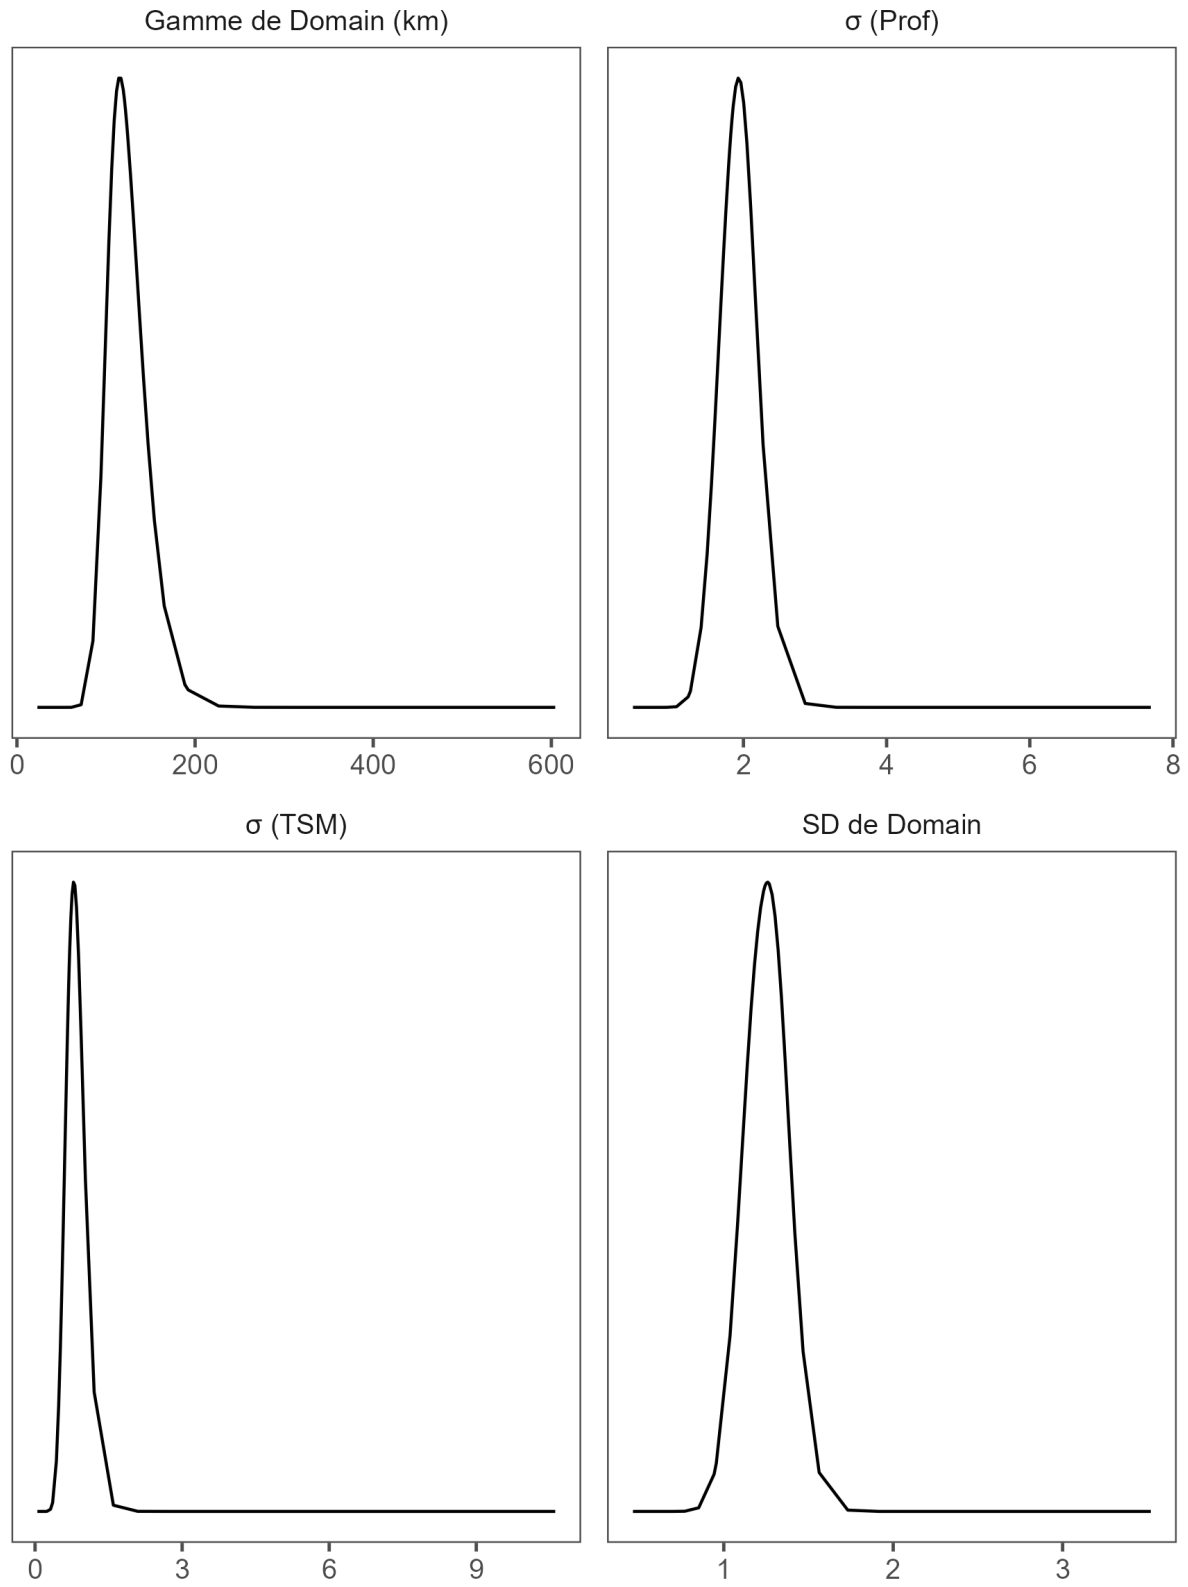 Gamme de Domain (km)
σ (Prof)
0 200 400 600
2 4 6 8
σ (TSM)
SD de Domain
0 3 6 9
1 2 3